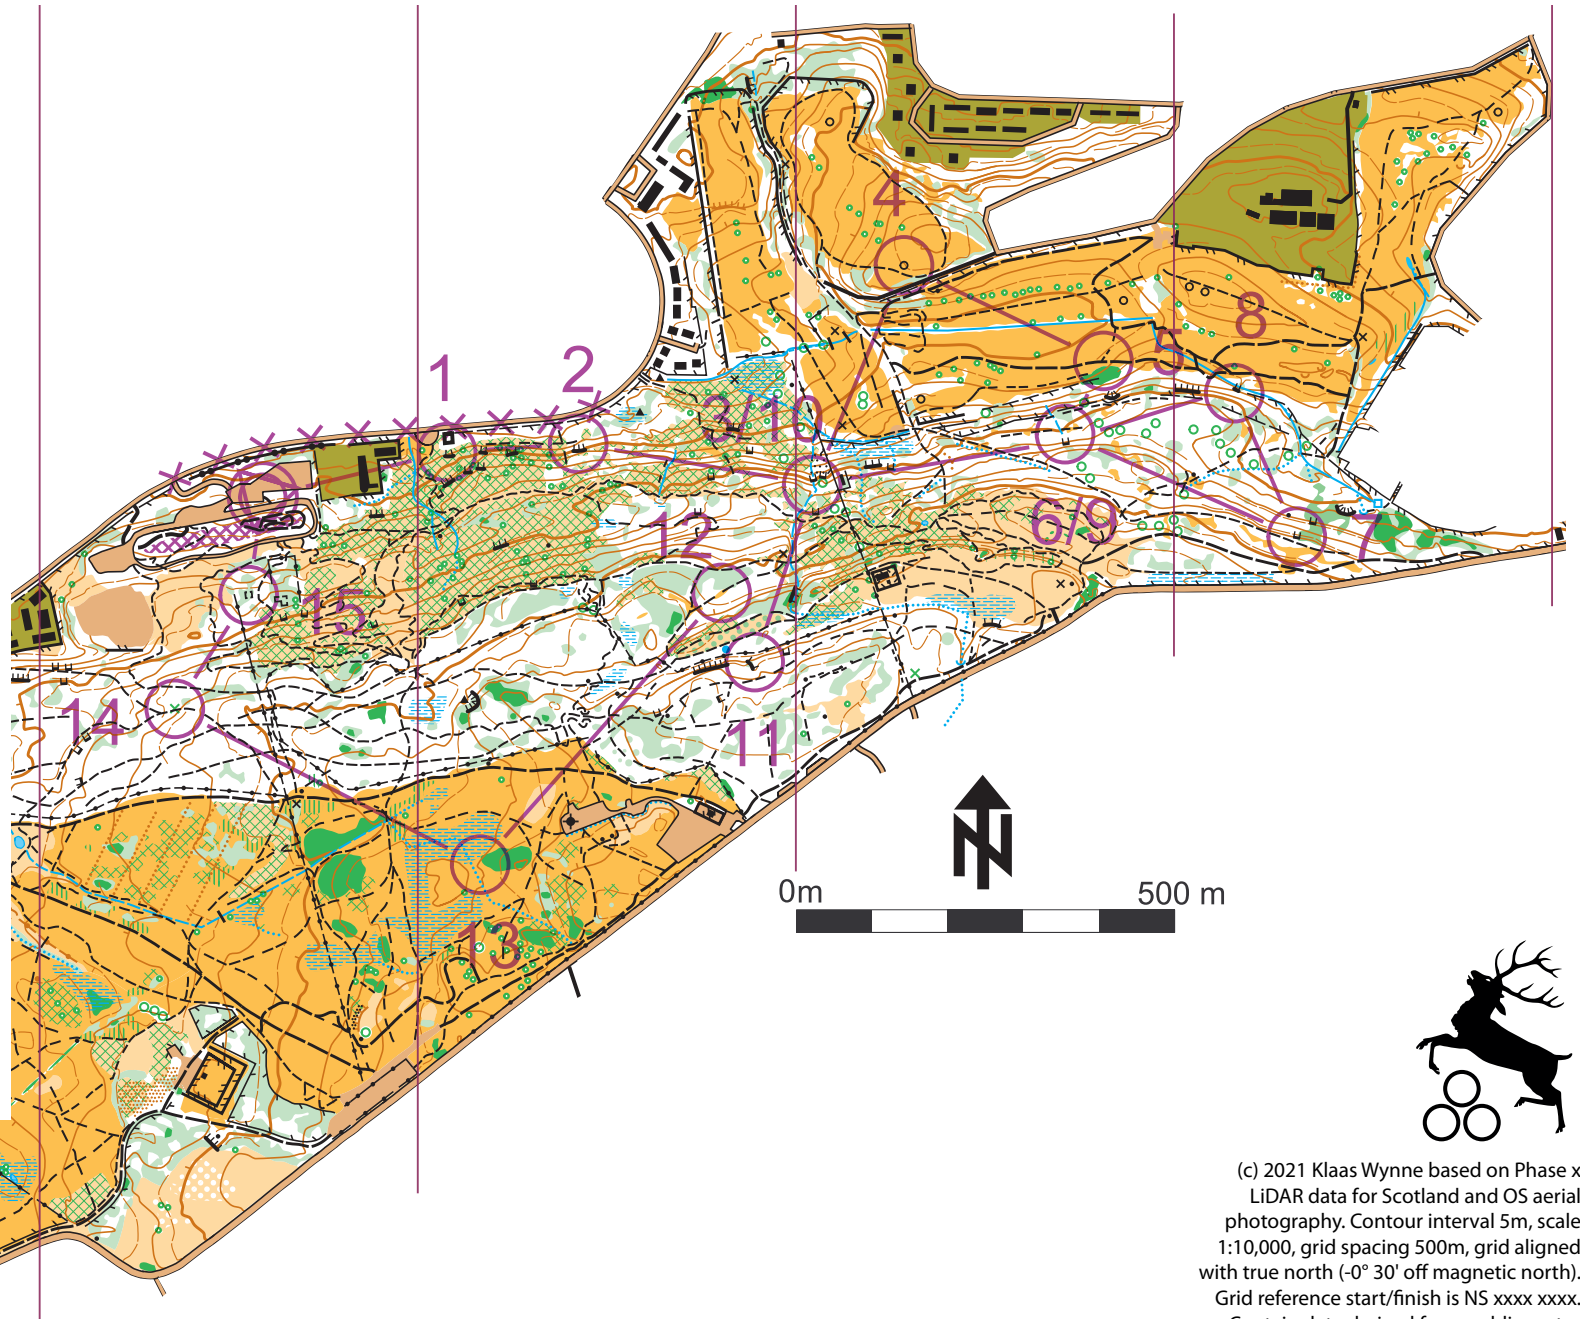 4
8
5
1
2
3/10
12
6/9
7
15
14
11
0m
500 m
13
(c) 2021 Klaas Wynne based on Phase x
LiDAR data for Scotland and OS aerial
photography. Contour interval 5m, scale
1:10,000, grid spacing 500m, grid aligned
with true north (-0° 30' off magnetic north).
Grid reference start/finish is NS xxxx xxxx.